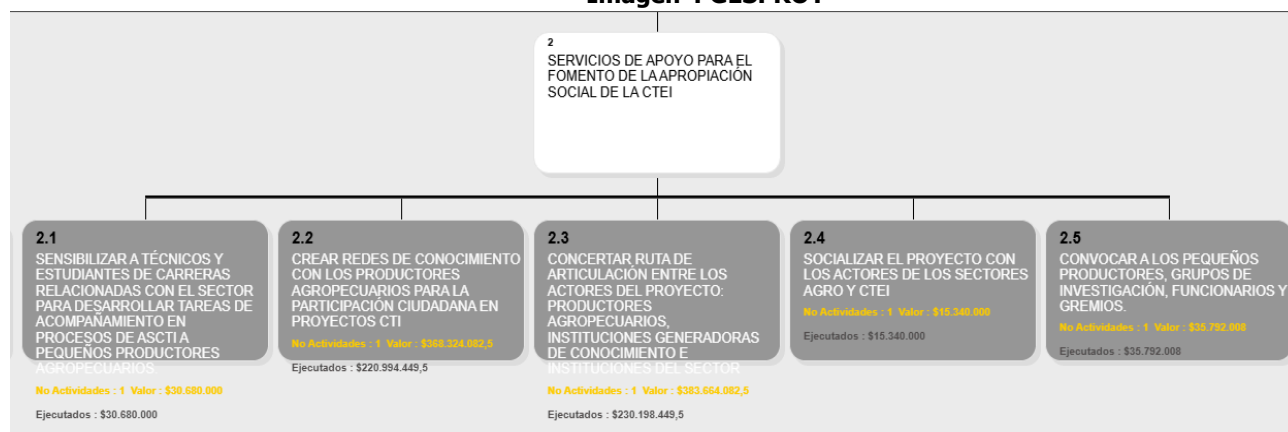 2
SERVICIOS DE APOYO PARA EL
FOMENTO DE LA APROPIACIÓN
SOCIAL DE LA CTEI
2.1
SENSIBILIZAR A TÉCNICOS Y
ESTUDIANTES DE CARRERAS
RELACIONADAS CON EL SECTOR
PARA DESARROLLAR TAREAS DE
ACOMPAÑAMIENTO EN
PROCESOS DE ASCTI A
PEQUEÑOS PRODUCTORES
AGROPECUARIOS.
No Actividades : 1 Valor : $30.680.000
Ejecutados : $30.680.000
2.2
CREAR REDES DE CONOCIMIENTO
CON LOS PRODUCTORES
AGROPECUARIOS PARA LA
PARTICIPACIÓN CIUDADANA EN
PROYECTOS CTI
No Actividades : 1 Valor : $368.324.082,5
Ejecutados : $220.994.449,5
2.3
CONCERTAR RUTA DE
ARTICULACIÓN ENTRE LOS
ACTORES DEL PROYECTO:
PRODUCTORES
AGROPECUARIOS,
INSTITUCIONES GENERADORAS
DE CONOCIMIENTO E
INSTITUCIONES DEL SECTOR
No Actividades : 1 Valor : $383.664.082,5
Ejecutados : $230.198.449,5
2.4
SOCIALIZAR EL PROYECTO CON
LOS ACTORES DE LOS SECTORES
AGRO Y CTEI
No Actividades : 1 Valor : $15.340.000
Ejecutados : $15.340.000
2.5
CONVOCAR A LOS PEQUEÑOS
PRODUCTORES, GRUPOS DE
INVESTIGACIÓN, FUNCIONARIOS Y
GREMIOS.
No Actividades : 1 Valor : $35.792.008
Ejecutados : $35.792.008